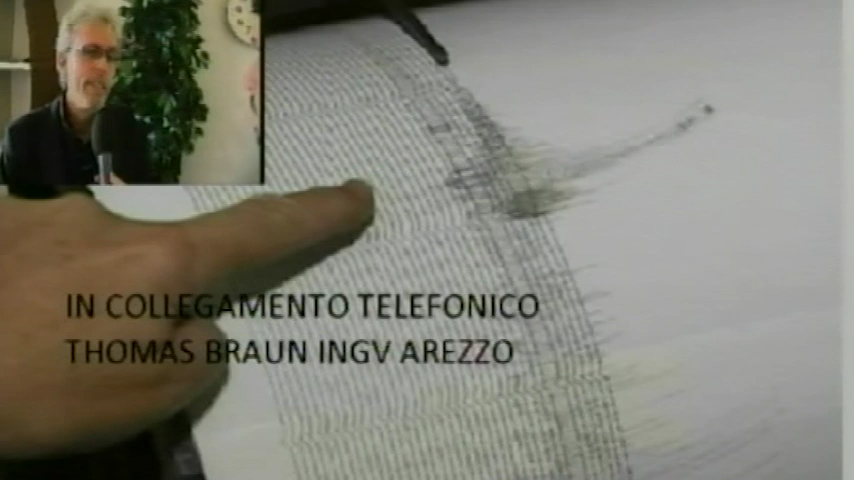 IN COLLEGAMENTO TELEFONICO
THOMAS BRAUN INGV AREZZO